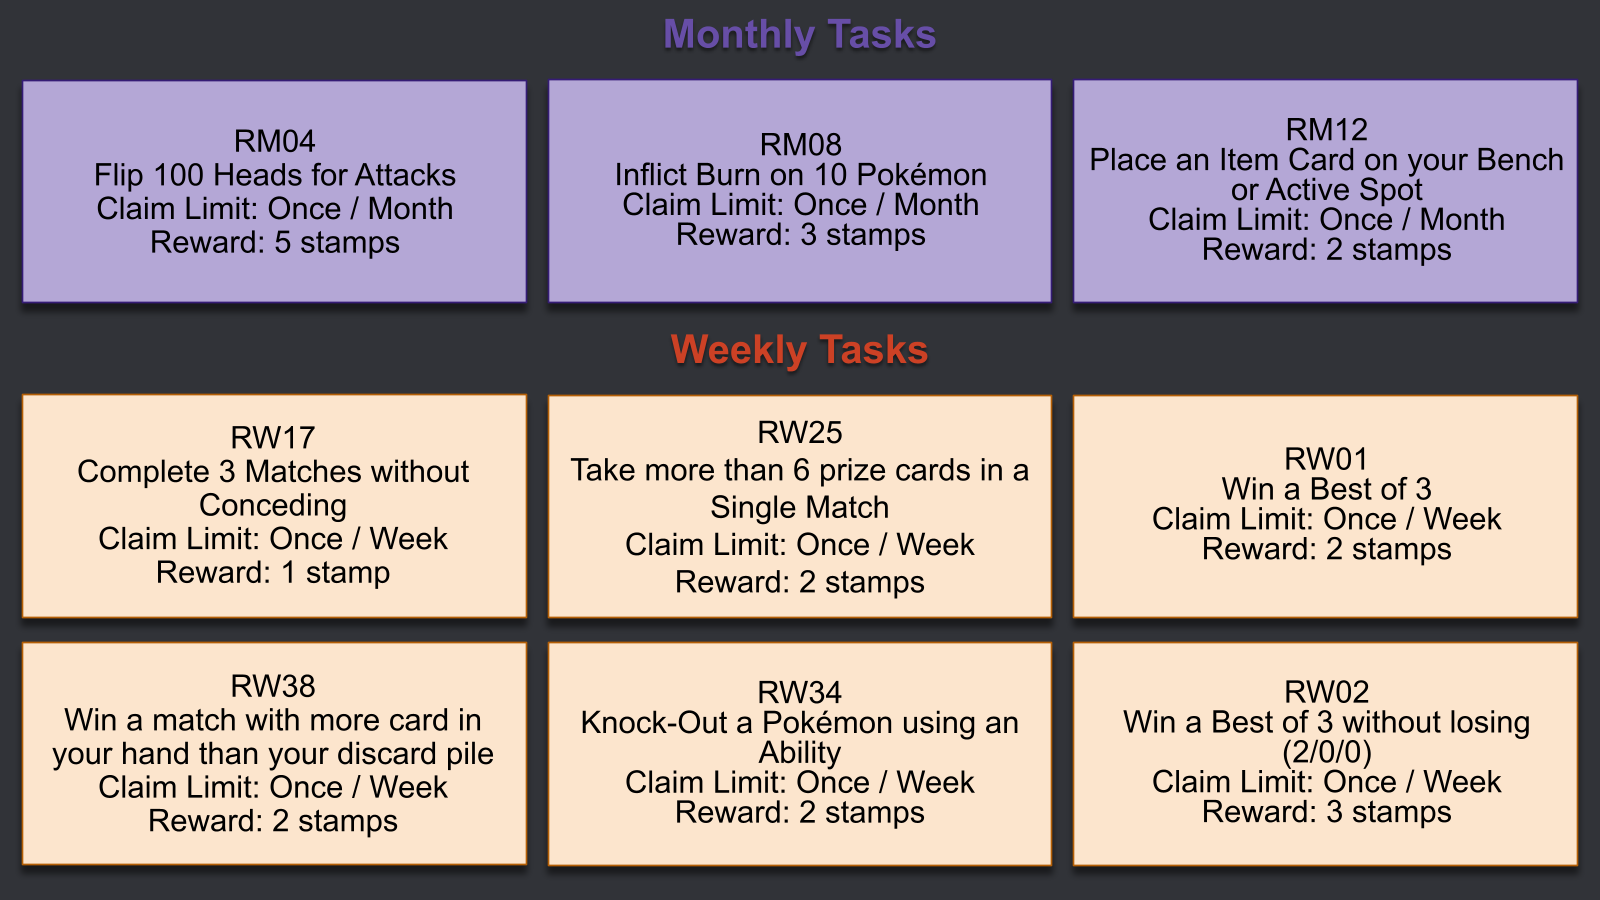 Monthly Tasks
RM04
Flip 100 Heads for Attacks
Claim Limit: Once / Month
Reward: 5 stamps
RM08
Inflict Burn on 10 Pokémon
Claim Limit: Once / Month
Reward: 3 stamps
RM12
Place an Item Card on your Bench
or Active Spot
Claim Limit: Once / Month
Reward: 2 stamps
Weekly Tasks
RW17
Complete 3 Matches without
Conceding
Claim Limit: Once / Week
Reward: 1 stamp
RW25
Take more than 6 prize cards in a
Single Match
Claim Limit: Once / Week
Reward: 2 stamps
RW01
Win a Best of 3
Claim Limit: Once / Week
Reward: 2 stamps
RW38
Win a match with more card in
your hand than your discard pile
Claim Limit: Once / Week
Reward: 2 stamps
RW34
Knock-Out a Pokémon using an
Ability
Claim Limit: Once / Week
Reward: 2 stamps
RW02
Win a Best of 3 without losing
(2/0/0)
Claim Limit: Once / Week
Reward: 3 stamps